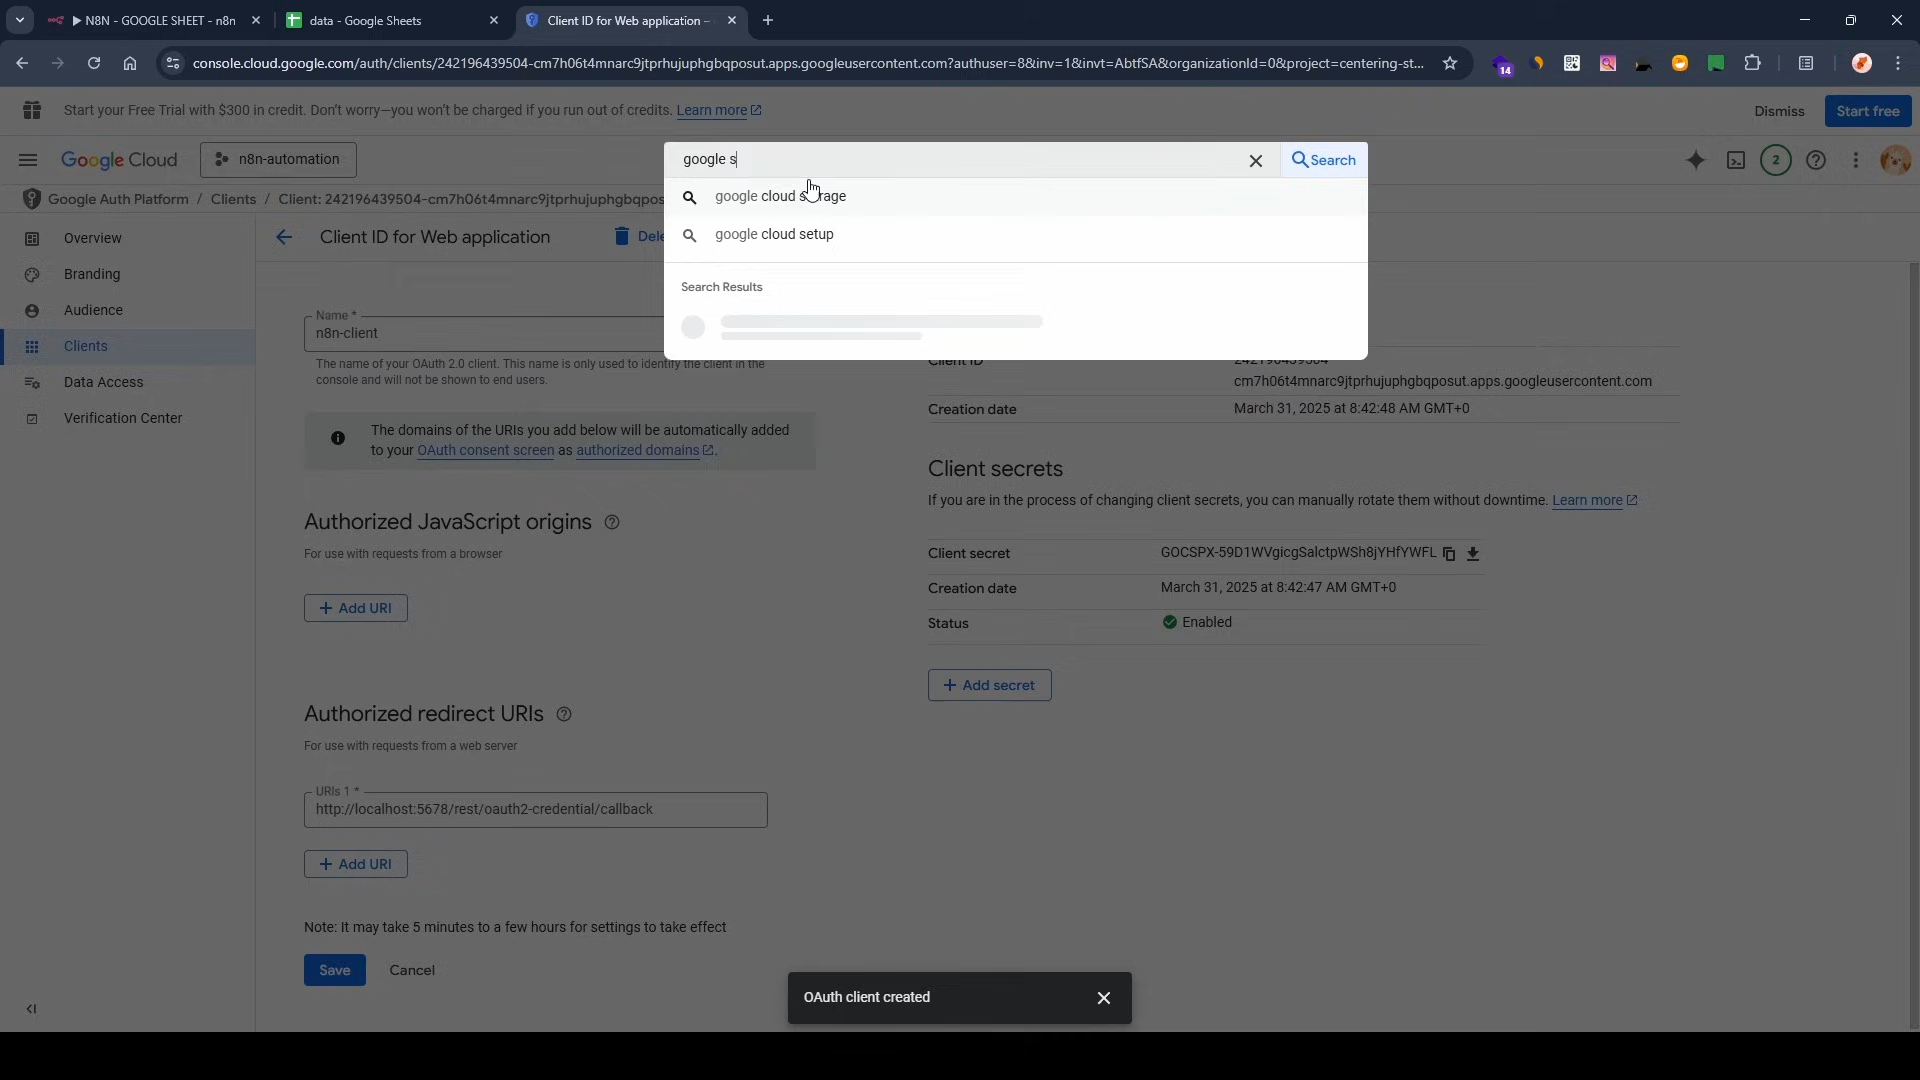 ▶ N8N - GOOGLE SHEET - n8n
data - Google Sheets
Client ID for Web application –
console.cloud.google.com/auth/clients/242196439504-cm7h06t4mnarc9jtprhujuphgbqposut.apps.googleusercontent.com?authuser=8&inv=1&invt=AbtfSA&organizationId=0&project=centering-st...
14
Start your Free Trial with $300 in credit. Don't worry—you won't be charged if you run out of credits. Learn more
Dismiss
Start free
Google Cloud
n8n-automation
google s
Search
2
Google Auth Platform / Clients / Client: 242196439504-cm7h06t4mnarc9jtprhujuphgbqpos
google cloud storage
google cloud setup
Search Results
Overview
Branding
Audience
Clients
Data Access
Verification Center
Client ID for Web application
Dele
Name *
n8n-client
The name of your OAuth 2.0 client. This name is only used to identify the client in the
console and will not be shown to end users.
The domains of the URIs you add below will be automatically added
to your OAuth consent screen as authorized domains.
Authorized JavaScript origins
For use with requests from a browser
+ Add URI
Authorized redirect URIs
For use with requests from a web server
URIs 1 *
http://localhost:5678/rest/oauth2-credential/callback
+ Add URI
Note: It may take 5 minutes to a few hours for settings to take effect
Save
Cancel
Client ID
242196439504-
cm7h06t4mnarc9jtprhujuphgbqposut.apps.googleusercontent.com
Creation date
March 31, 2025 at 8:42:48 AM GMT+0
Client secrets
If you are in the process of changing client secrets, you can manually rotate them without downtime. Learn more
Client secret
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
Creation date
March 31, 2025 at 8:42:47 AM GMT+0
Status
Enabled
+ Add secret
OAuth client created